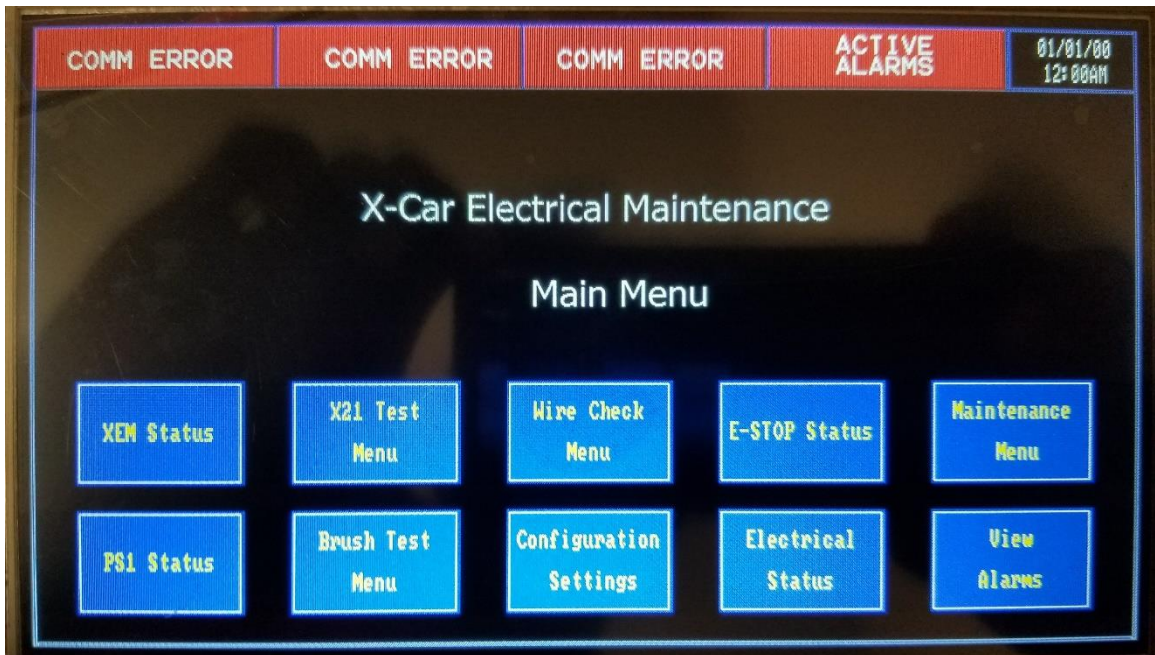 COMM ERROR
COMM ERROR
COMM ERROR
ACTIVE
ALARMS
01/01/00
12:00AM
X-Car Electrical Maintenance
Main Menu
XEM Status
X21 Test
Menu
Wire Check
Menu
E-STOP Status
Maintenance
Menu
PS1 Status
Brush Test
Menu
Configuration
Settings
Electrical
Status
View
Alarms